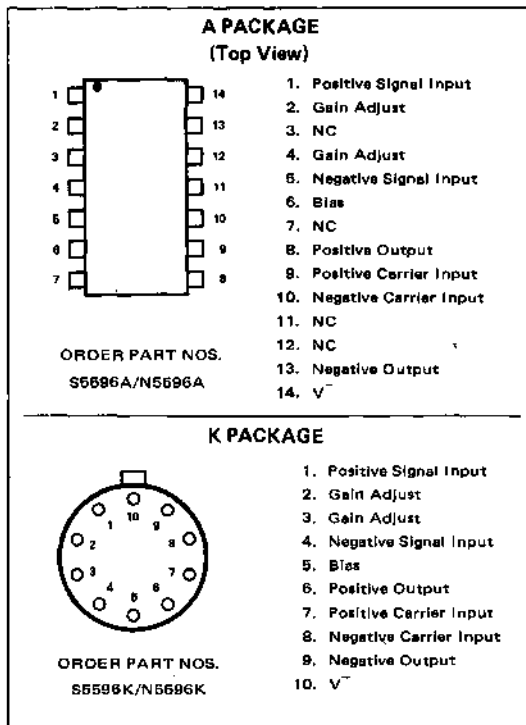 A PACKAGE
(Top View)
1
2
3
4
5
6
7
14
13
12
11
10
9
8
1. Positive Signal Input
2. Gain Adjust
3. NC
4. Gain Adjust
5. Negative Signal Input
6. Bias
7. NC
8. Positive Output
9. Positive Carrier Input
10. Negative Carrier Input
11. NC
12. NC
13. Negative Output
14. V⁻
ORDER PART NOS.
S5596A/N5596A
K PACKAGE
10
1
9
2
8
3
7
4
6
5
1. Positive Signal Input
2. Gain Adjust
3. Gain Adjust
4. Negative Signal Input
5. Bias
6. Positive Output
7. Positive Carrier Input
8. Negative Carrier Input
9. Negative Output
10. V⁻
ORDER PART NOS.
S5596K/N5596K